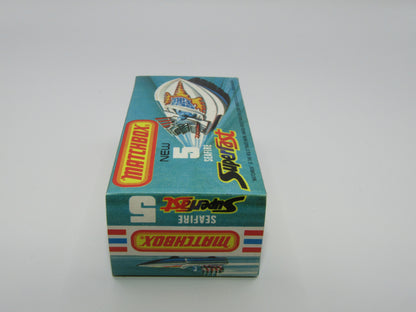 MATCHBOX
NEW
5
SEAFIRE
Superfast
5
Superfast
SEAFIRE
MATCHBOX